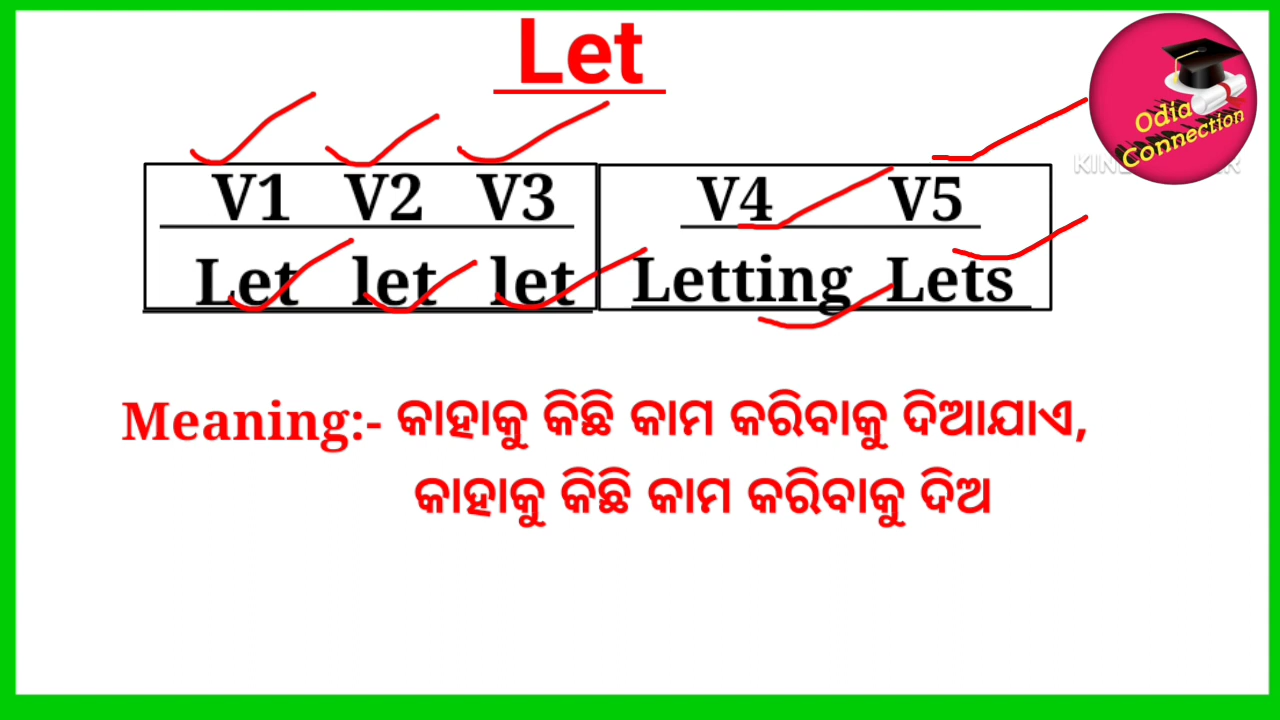 Let
Odia
Connection
V1 V2 V3 V4 V5
Let let let Letting Lets
Meaning:- କାହାକୁ କିଛି କାମ କରିବାକୁ ଦିଆଯାଏ,
କାହାକୁ କିଛି କାମ କରିବାକୁ ଦିଅ